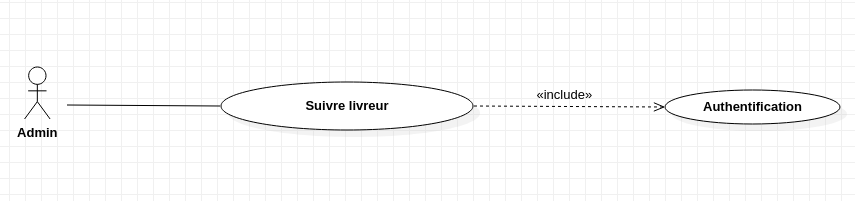 «include»
Suivre livreur
Authentification
Admin